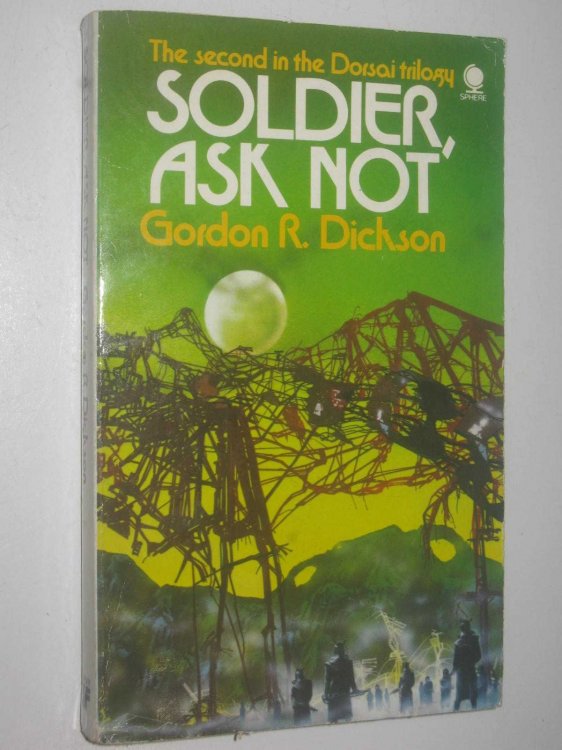 The second in the Dorsai trilogy
SPHERE
SOLDIER,
ASK NOT
Gordon R. Dickson